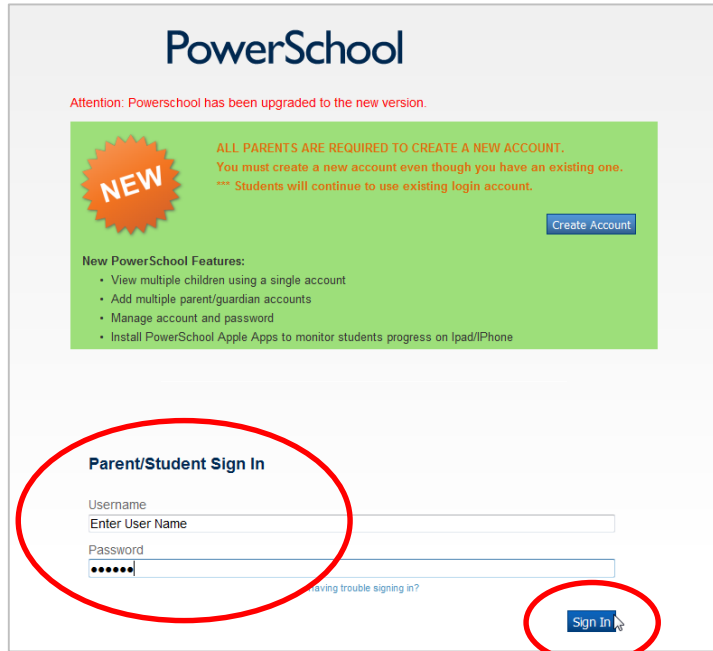 PowerSchool
Attention: Powerschool has been upgraded to the new version.
NEW
ALL PARENTS ARE REQUIRED TO CREATE A NEW ACCOUNT.
You must create a new account even though you have an existing one.
*** Students will continue to use existing login account.
Create Account
New PowerSchool Features:
• View multiple children using a single account
• Add multiple parent/guardian accounts
• Manage account and password
• Install PowerSchool Apple Apps to monitor students progress on Ipad/IPhone
Parent/Student Sign In
Username
Enter User Name
Password
••••••
Having trouble signing in?
Sign In